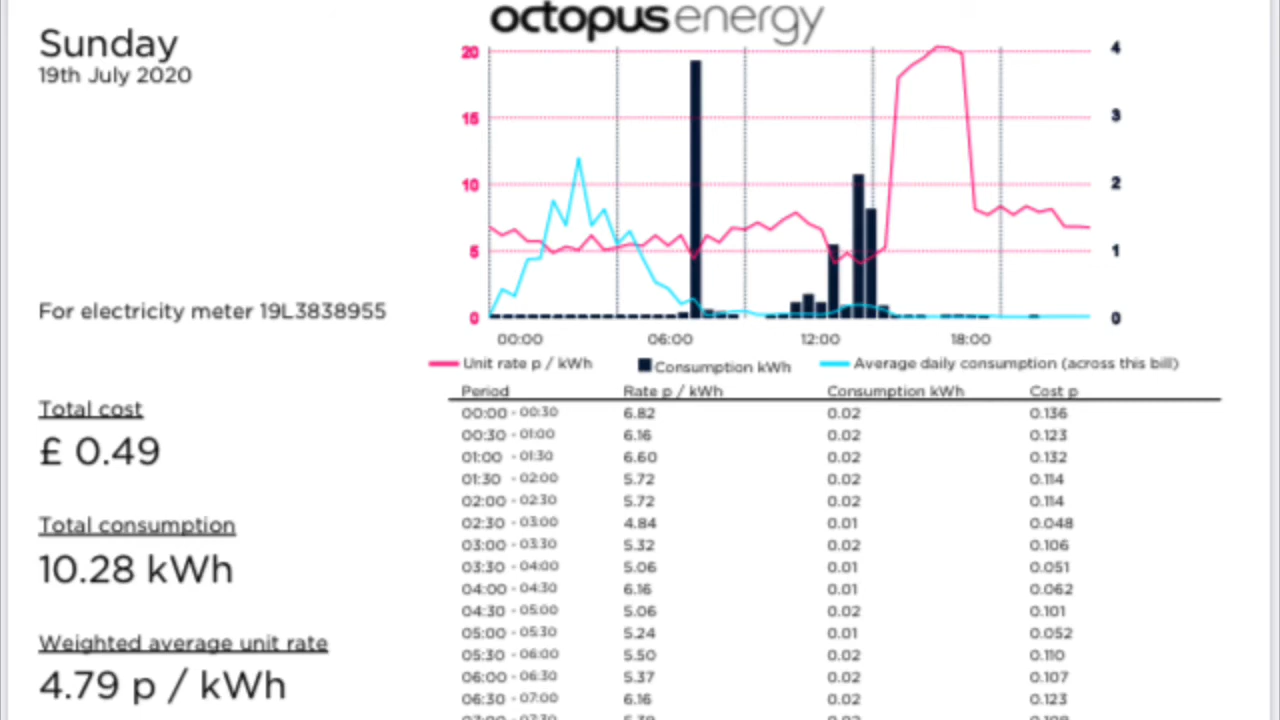 octopus energy
Sunday
19th July 2020
20
15
10
5
0
4
3
2
1
0
00:00 06:00 12:00 18:00
Unit rate p / kWh Consumption kWh Average daily consumption (across this bill)
For electricity meter 19L3838955
Total cost
£ 0.49
Total consumption
10.28 kWh
Weighted average unit rate
4.79 p / kWh
Period Rate p / kWh Consumption kWh Cost p
00:00 - 00:30 6.82 0.02 0.136
00:30 - 01:00 6.16 0.02 0.123
01:00 - 01:30 6.60 0.02 0.132
01:30 - 02:00 5.72 0.02 0.114
02:00 - 02:30 5.72 0.02 0.114
02:30 - 03:00 4.84 0.01 0.048
03:00 - 03:30 5.32 0.02 0.106
03:30 - 04:00 5.06 0.01 0.051
04:00 - 04:30 6.16 0.01 0.062
04:30 - 05:00 5.06 0.02 0.101
05:00 - 05:30 5.24 0.01 0.052
05:30 - 06:00 5.50 0.02 0.110
06:00 - 06:30 5.37 0.02 0.107
06:30 - 07:00 6.16 0.02 0.123